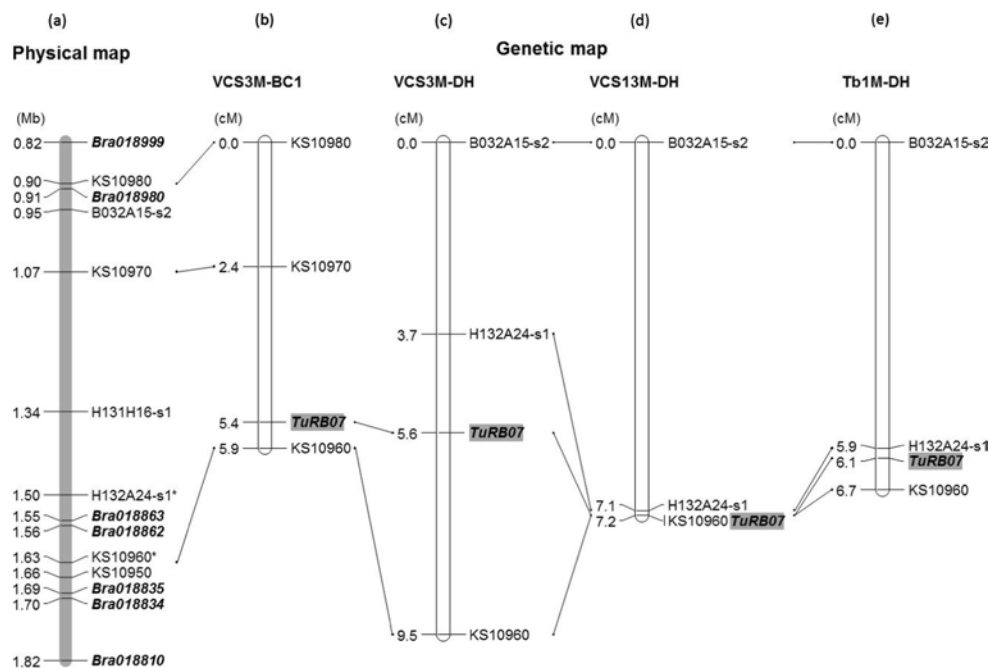 (a) (b) (c) (d) (e)
Physical map Genetic map
VCS3M-BC1 VCS3M-DH VCS13M-DH Tb1M-DH
(Mb) (cM) (cM) (cM) (cM)
0.82 Bra018999
0.90 KS10980
0.91 Bra018980
0.95 B032A15-s2
1.07 KS10970
1.34 H131H16-s1
1.50 H132A24-s1*
1.55 Bra018863
1.56 Bra018862
1.63 KS10960*
1.66 KS10950
1.69 Bra018835
1.70 Bra018834
1.82 Bra018810
0.0 KS10980
2.4 KS10970
5.4 TuRB07
5.9 KS10960
0.0 B032A15-s2
3.7 H132A24-s1
5.6 TuRB07
9.5 KS10960
0.0 B032A15-s2
7.1 H132A24-s1
7.2 KS10960 TuRB07
0.0 B032A15-s2
5.9 H132A24-s1
6.1 TuRB07
6.7 KS10960